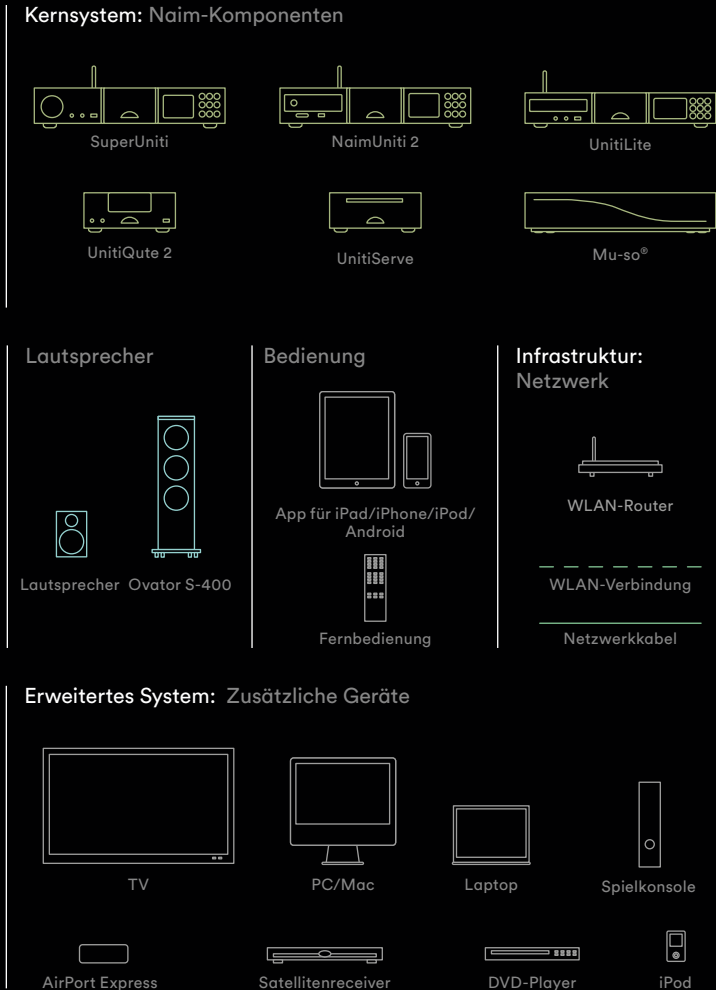 Kernsystem: Naim-Komponenten
SuperUniti
NaimUniti 2
UnitiLite
UnitiQute 2
UnitiServe
Mu-so®
Lautsprecher
Lautsprecher
Ovator S-400
Bedienung
App für iPad/iPhone/iPod/
Android
Fernbedienung
Infrastruktur:
Netzwerk
WLAN-Router
WLAN-Verbindung
Netzwerkkabel
Erweitertes System: Zusätzliche Geräte
TV
PC/Mac
Laptop
Spielkonsole
AirPort Express
Satellitenreceiver
DVD-Player
iPod